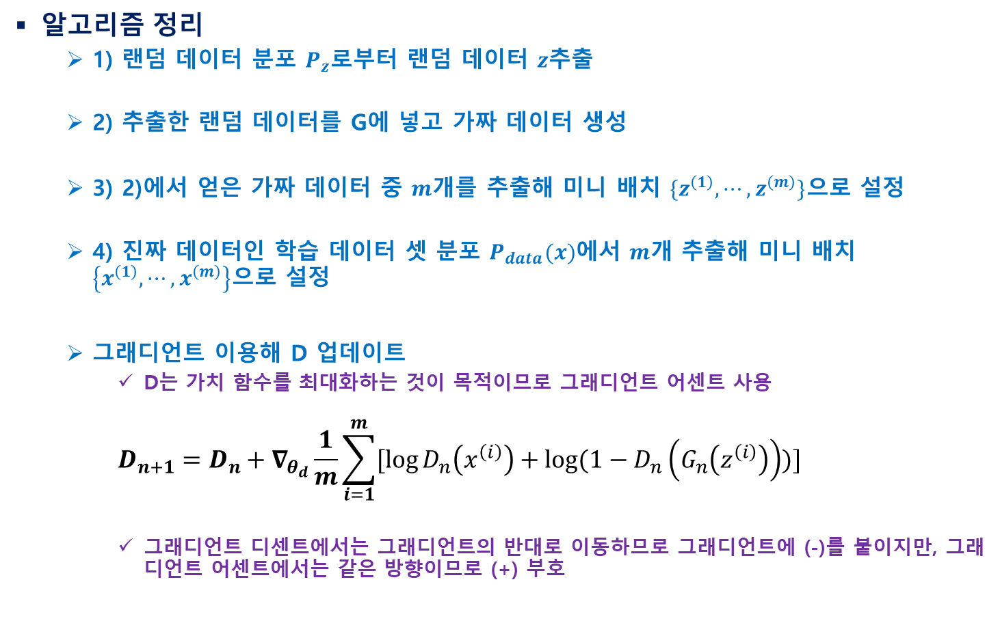 ▪ 알고리즘 정리
➢ 1) 랜덤 데이터 분포 P_z로부터 랜덤 데이터 z추출
➢ 2) 추출한 랜덤 데이터를 G에 넣고 가짜 데이터 생성
➢ 3) 2)에서 얻은 가짜 데이터 중 m개를 추출해 미니 배치 {z^(1), ⋯ , z^(m)}으로 설정
➢ 4) 진짜 데이터인 학습 데이터 셋 분포 P_data(x)에서 m개 추출해 미니 배치
{x^(1), ⋯ , x^(m)}으로 설정
➢ 그래디언트 이용해 D 업데이트
✓ D는 가치 함수를 최대화하는 것이 목적이므로 그래디언트 어센트 사용
D_{n+1} = D_n + ∇_{θ_d} 1/m ∑_{i=1}^{m} [log D_n(x^(i)) + log(1 − D_n(G_n(z^(i))))]
✓ 그래디언트 디센트에서는 그래디언트의 반대로 이동하므로 그래디언트에 (-)를 붙이지만, 그래
디언트 어센트에서는 같은 방향이므로 (+) 부호